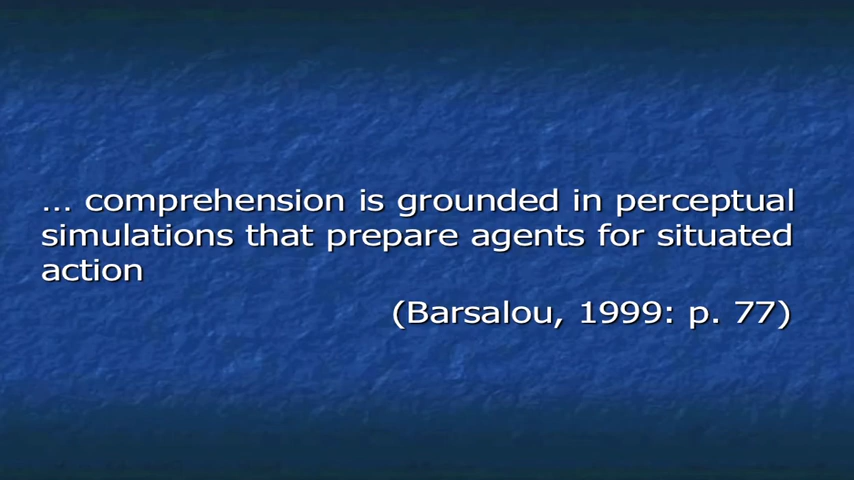 ... comprehension is grounded in perceptual
simulations that prepare agents for situated
action
(Barsalou, 1999: p. 77)